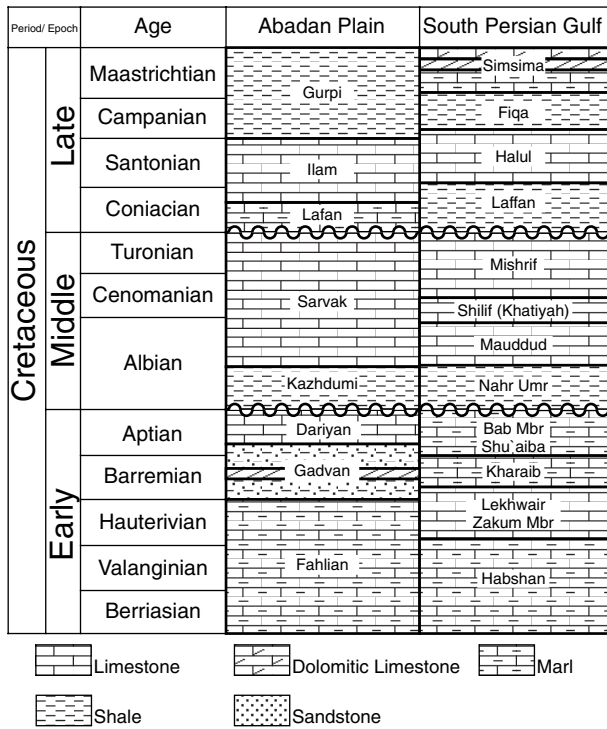 Period/ Epoch Age Abadan Plain South Persian Gulf
Cretaceous
Late
Maastrichtian
Campanian
Santonian
Coniacian
Middle
Turonian
Cenomanian
Albian
Early
Aptian
Barremian
Hauterivian
Valanginian
Berriasian
Gurpi
Ilam
Lafan
Sarvak
Kazhdumi
Dariyan
Gadvan
Fahlian
Simsima
Fiqa
Halul
Laffan
Mishrif
Shilif (Khatiyah)
Mauddud
Nahr Umr
Bab Mbr
Shu`aiba
Kharaib
Lekhwair
Zakum Mbr
Habshan
Limestone Dolomitic Limestone Marl
Shale Sandstone